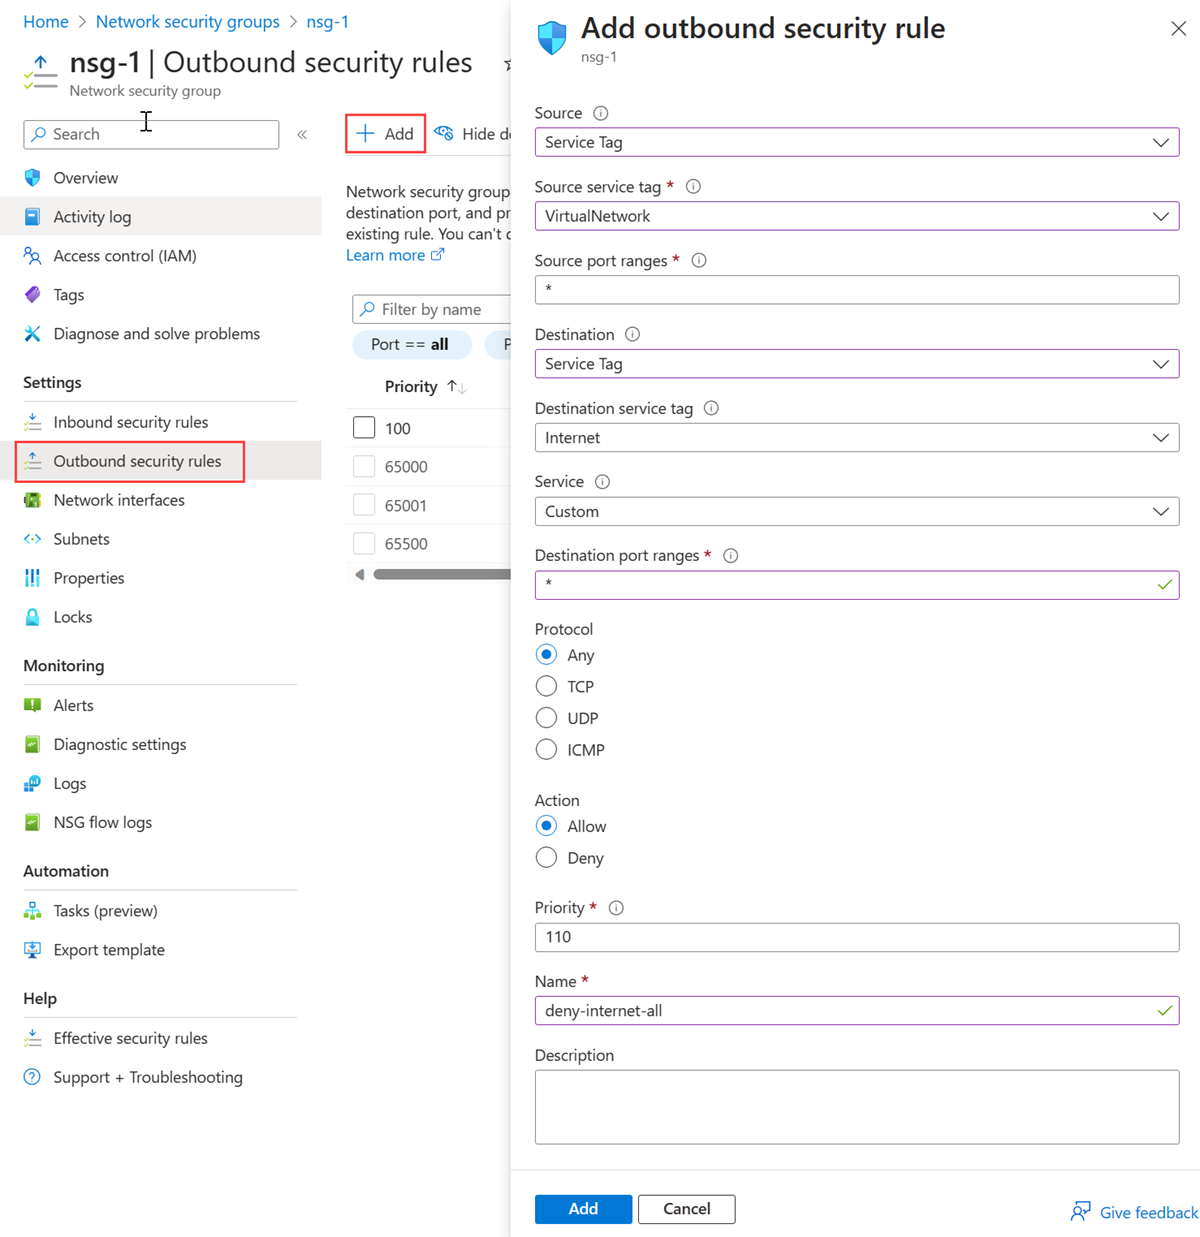 Home > Network security groups > nsg-1
nsg-1 | Outbound security rules
Network security group
Search
«
Overview
Activity log
Access control (IAM)
Tags
Diagnose and solve problems
Settings
Inbound security rules
Outbound security rules
Network interfaces
Subnets
Properties
Locks
Monitoring
Alerts
Diagnostic settings
Logs
NSG flow logs
Automation
Tasks (preview)
Export template
Help
Effective security rules
Support + Troubleshooting
+ Add
Hide
Network security group
destination port, and
existing rule. You can't
Learn more
Filter by name
Port == all
Priority ↑↓
100
65000
65001
65500
Add outbound security rule
nsg-1
Source
Service Tag
Source service tag *
VirtualNetwork
Source port ranges *
*
Destination
Service Tag
Destination service tag
Internet
Service
Custom
Destination port ranges *
*
Protocol
Any
TCP
UDP
ICMP
Action
Allow
Deny
Priority *
110
Name *
deny-internet-all
Description
Add
Cancel
Give feedback